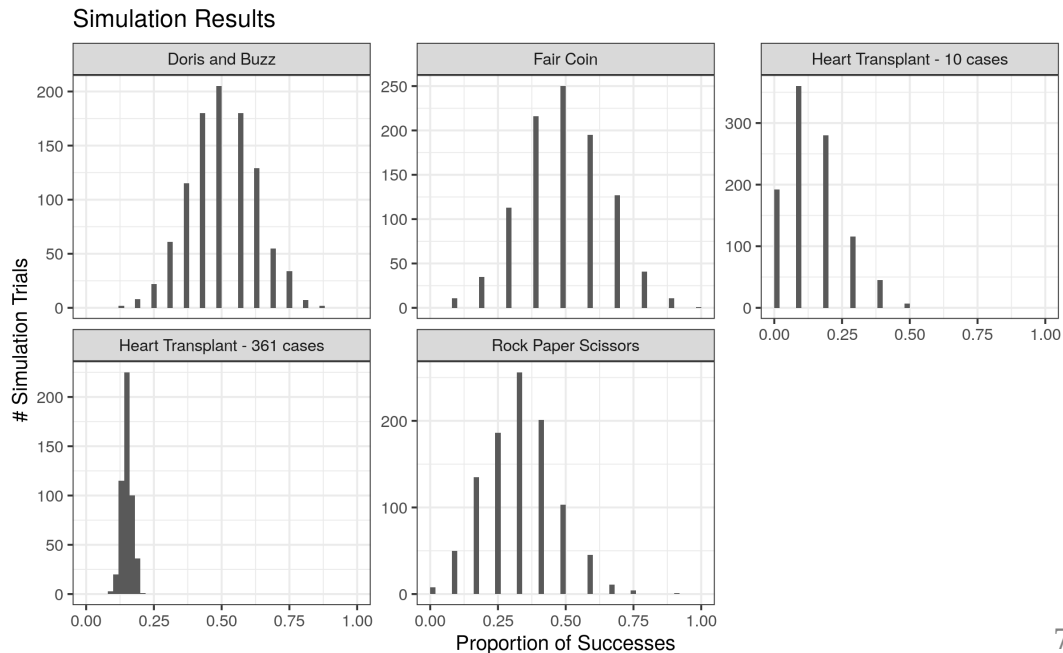 Simulation Results
Doris and Buzz
Fair Coin
Heart Transplant - 10 cases
200
150
100
50
0
250
200
150
100
50
0
300
200
100
0
0.00 0.25 0.50 0.75 1.00
# Simulation Trials
Heart Transplant - 361 cases
Rock Paper Scissors
200
150
100
50
0
200
100
0
0.00 0.25 0.50 0.75 1.00
0.00 0.25 0.50 0.75 1.00
Proportion of Successes